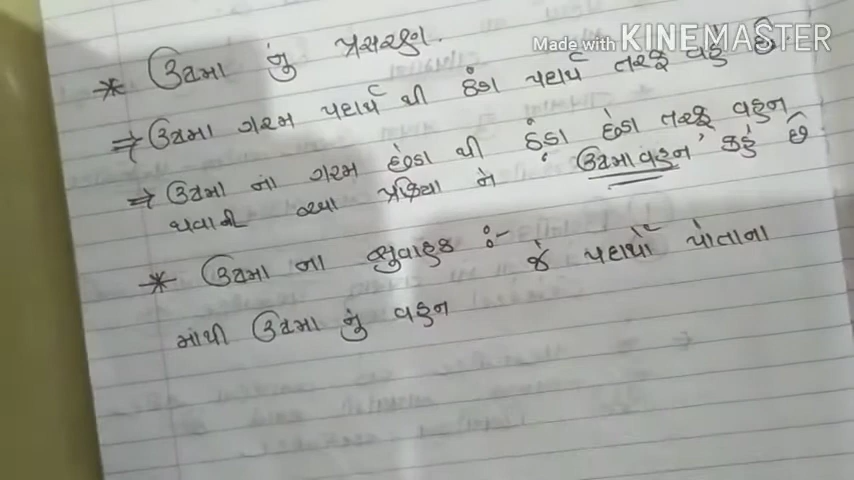 Made with KINEMASTER
* ઉષ્મા નું પ્રસરણ.
⇒ ઉષ્મા ગરમ પદાર્થ થી ઠંડા પદાર્થ તરફ વહે છે.
⇒ ઉષ્મા ના ગરમ છેડા થી ઠંડા છેડા તરફ વહન
થવાની આ પ્રક્રિયા ને 'ઉષ્માવહન' કહે છે
* ઉષ્મા ના સુવાહક :- જે પદાર્થો પોતાના
માંથી ઉષ્મા નું વહન